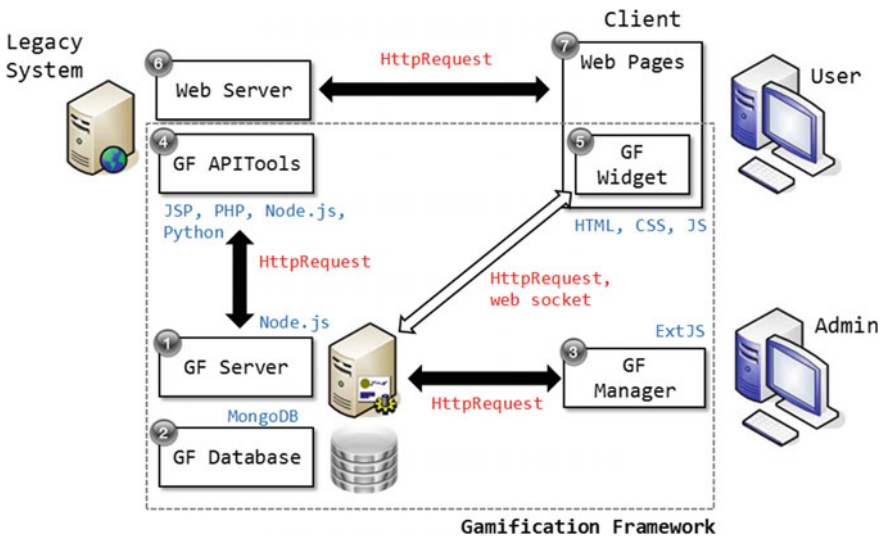 Client
Legacy
System
6
Web Server
HttpRequest
7
Web Pages
User
4
GF APITools
5
GF
Widget
JSP, PHP, Node.js,
Python
HTML, CSS, JS
HttpRequest
HttpRequest,
web socket
Node.js
1
GF Server
ExtJS
3
GF
Manager
Admin
HttpRequest
MongoDB
2
GF Database
Gamification Framework